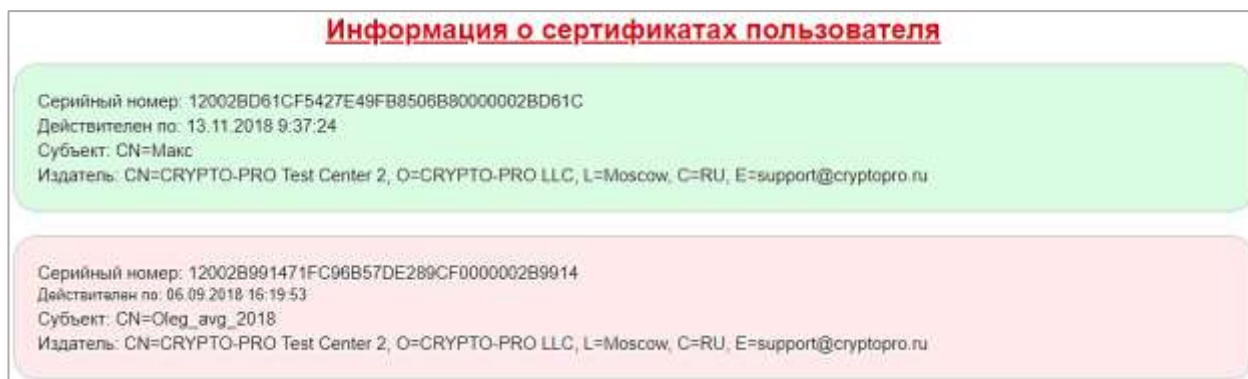 Информация о сертификатах пользователя
Серийный номер: 12002BD61CF5427E49FB8506B80000002BD61C
Действителен по: 13.11.2018 9:37:24
Субъект: CN=Макс
Издатель: CN=CRYPTO-PRO Test Center 2, O=CRYPTO-PRO LLC, L=Moscow, C=RU, E=support@cryptopro.ru
Серийный номер: 12002B991471FC96B57DE289CF0000002B9914
Действителен по: 06.09.2018 16:19:53
Субъект: CN=Oleg_avg_2018
Издатель: CN=CRYPTO-PRO Test Center 2, O=CRYPTO-PRO LLC, L=Moscow, C=RU, E=support@cryptopro.ru